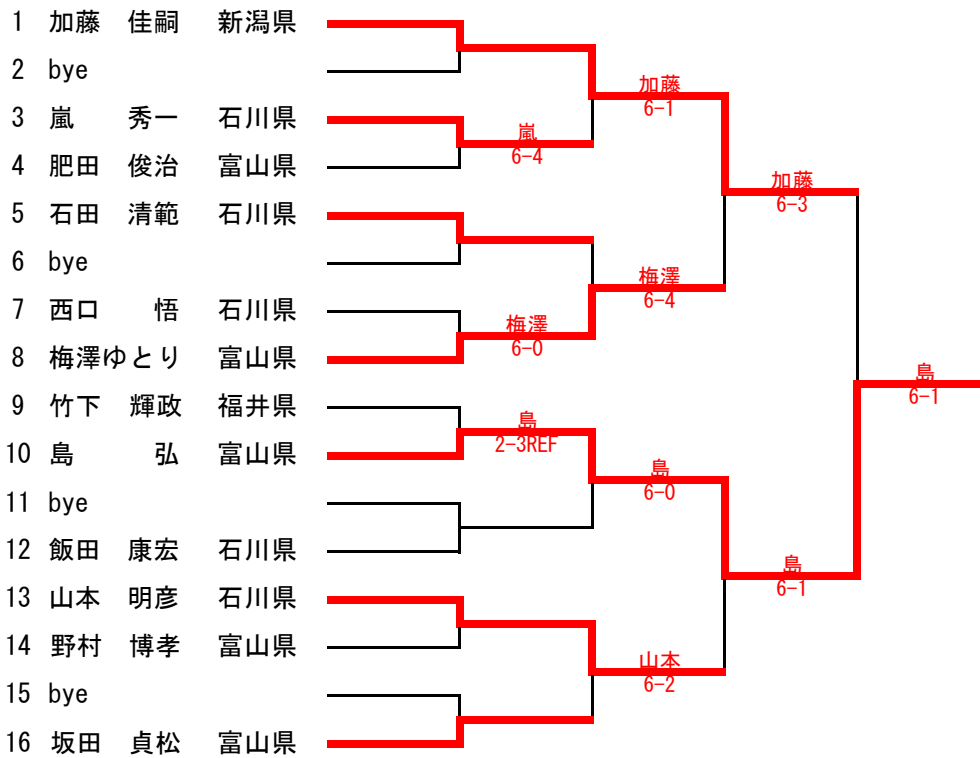 1 加藤 佳嗣 新潟県
2 bye
3 嵐 秀一 石川県
4 肥田 俊治 富山県
5 石田 清範 石川県
6 bye
7 西口 悟 石川県
8 梅澤ゆとり 富山県
9 竹下 輝政 福井県
10 島 弘 富山県
11 bye
12 飯田 康宏 石川県
13 山本 明彦 石川県
14 野村 博孝 富山県
15 bye
16 坂田 貞松 富山県
嵐
6-4
梅澤
6-0
島
2-3REF
加藤
6-1
梅澤
6-4
島
6-0
山本
6-2
加藤
6-3
島
6-1
島
6-1